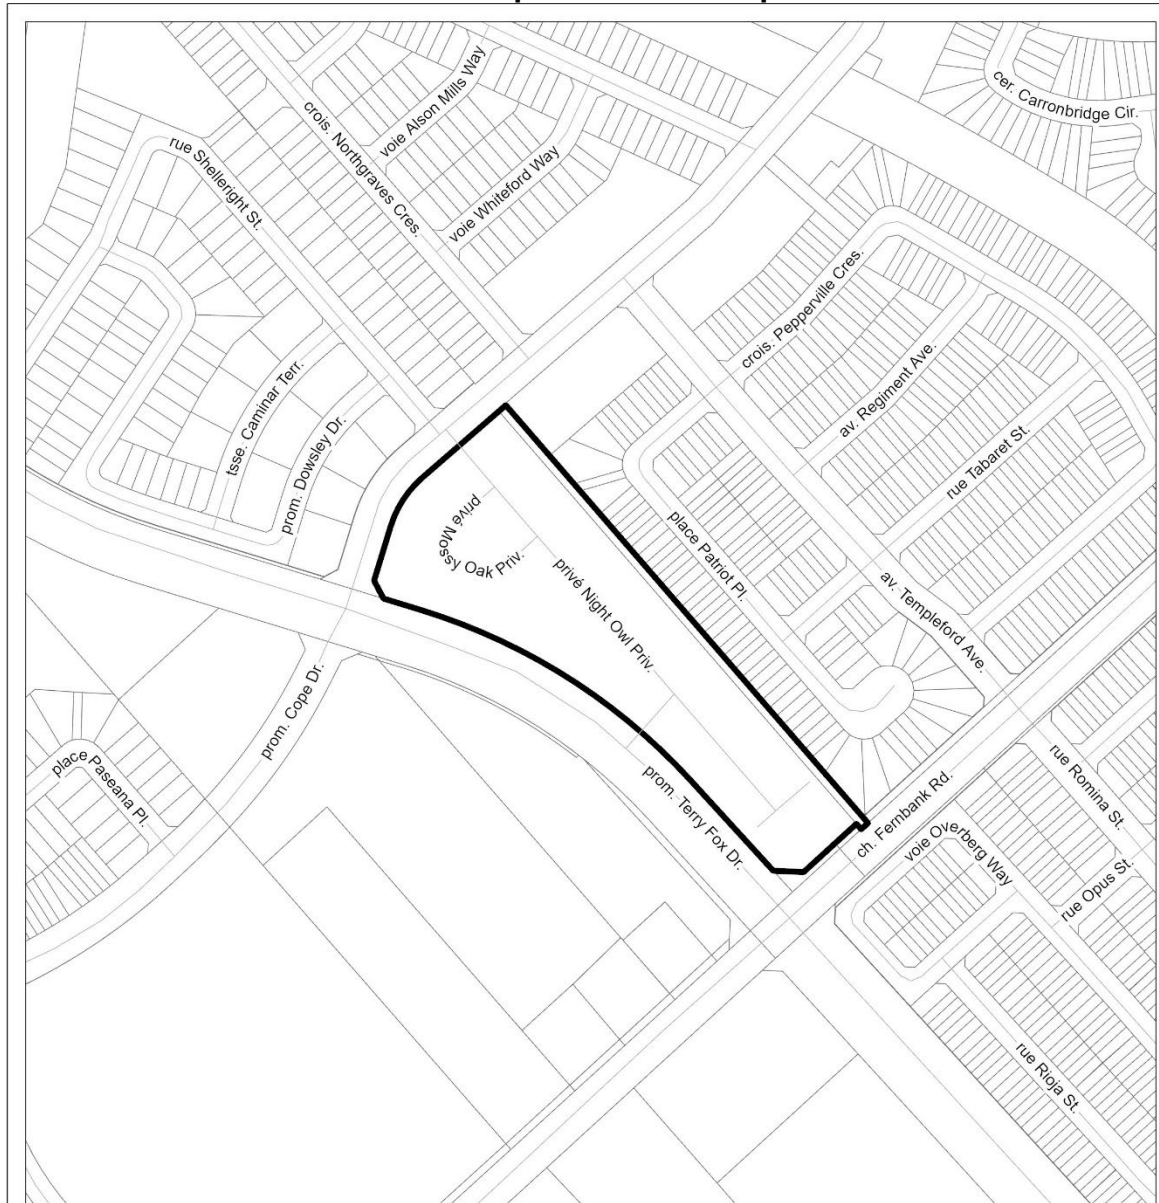 cer. Carronbridge Cir.
voie Alson Mills Way
crois. Northgraves Cres.
rue Shelleright St.
voie Whiteford Way
crois. Pepperville Cres.
av. Regiment Ave.
tsse. Caminar Terr.
prom. Dowsley Dr.
rue Tabaret St.
privé Mossy Oak Priv.
place Patriot Pl.
privé Night Owl Priv.
av. Templeford Ave.
prom. Cope Dr.
place Paseana Pl.
prom. Terry Fox Dr.
ch. Fernbank Rd.
rue Romina St.
voie Overberg Way
rue Opus St.
rue Rioja St.